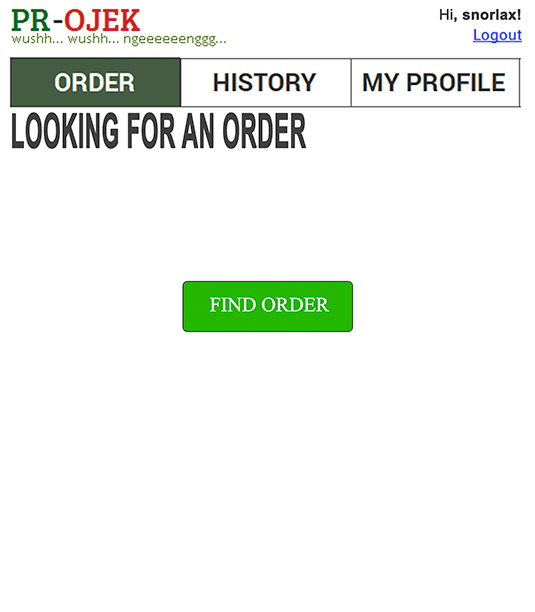 PR-OJEK
wushh... wushh... ngeeeeeenggg...
Hi, snorlax!
Logout
ORDER HISTORY MY PROFILE
LOOKING FOR AN ORDER
FIND ORDER